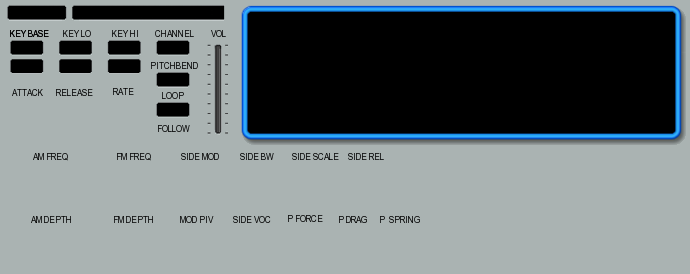 KEY BASE KEY LO KEY HI CHANNEL VOL
PITCHBEND
ATTACK RELEASE RATE LOOP
FOLLOW
AM FREQ FM FREQ SIDE MOD SIDE BW SIDE SCALE SIDE REL
AM DEPTH FM DEPTH MOD PIV SIDE VOC P FORCE P DRAG P SPRING